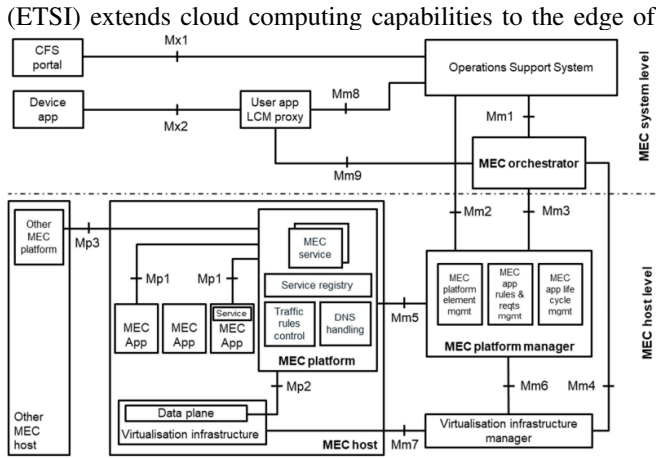 (ETSI) extends cloud computing capabilities to the edge of
CFS
portal
Mx1
Operations Support System
Device
app
Mx2
User app
LCM proxy
Mm8
Mm1
Mm9
MEC orchestrator
MEC system level
Other
MEC
platform
Mp3
Mp1
Mp1
MEC
service
Service registry
Traffic
rules
control
DNS
handling
MEC platform
MEC
App
MEC
App
Service
MEC
App
Mp2
Mm5
Mm2
Mm3
MEC
platform
element
mgmt
MEC
app
rules &
reqts
mgmt
MEC
app life
cycle
mgmt
MEC platform manager
MEC host level
Mm6
Mm4
Other
MEC
host
Data plane
Virtualisation infrastructure
MEC host
Mm7
Virtualisation infrastructure
manager